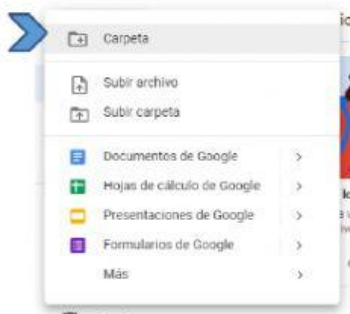 Carpeta
Subir archivo
Subir carpeta
Documentos de Google
Hojas de cálculo de Google
Presentaciones de Google
Formularios de Google
Más